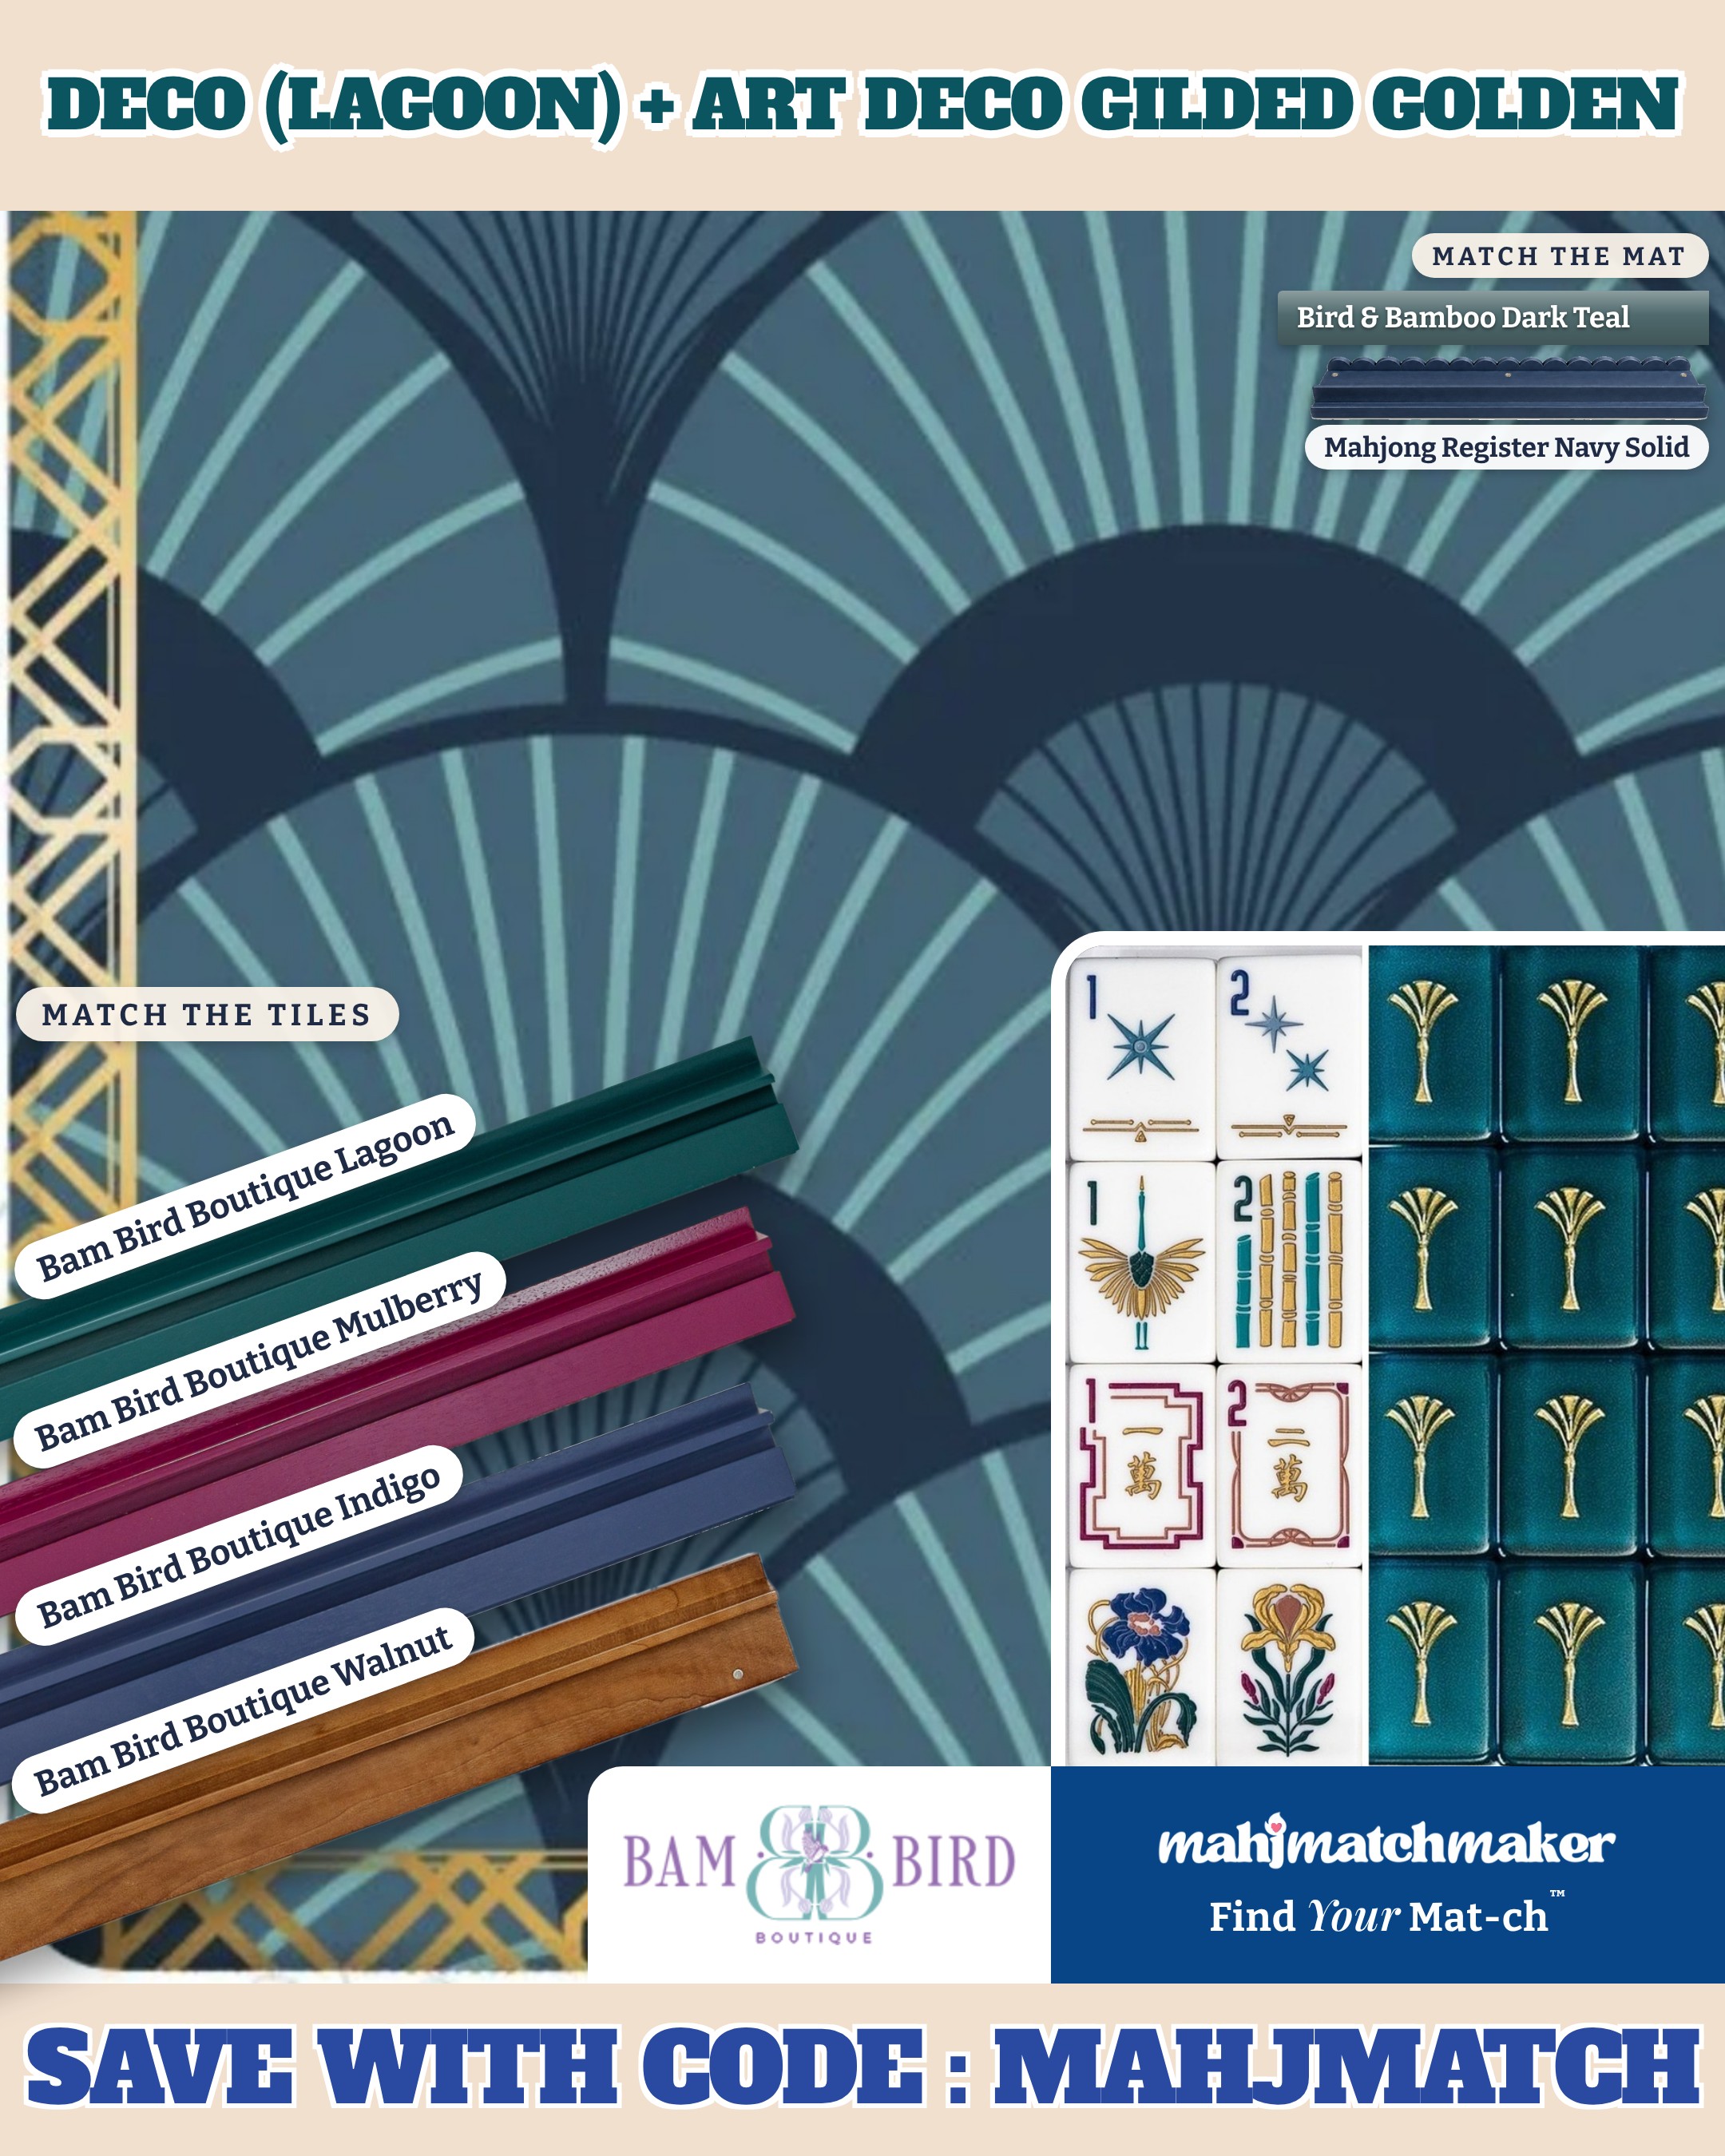 DECO (LAGOON) + ART DECO GILDED GOLDEN
MATCH THE MAT
Bird & Bamboo Dark Teal
Mahjong Register Navy Solid
MATCH THE TILES
Bam Bird Boutique Lagoon
Bam Bird Boutique Mulberry
Bam Bird Boutique Indigo
Bam Bird Boutique Walnut
1 2
1 2
1 2
一萬 二萬
BAM BIRD
BOUTIQUE
mahjmatchmaker
Find Your Mat-ch™
SAVE WITH CODE : MAHJMATCH